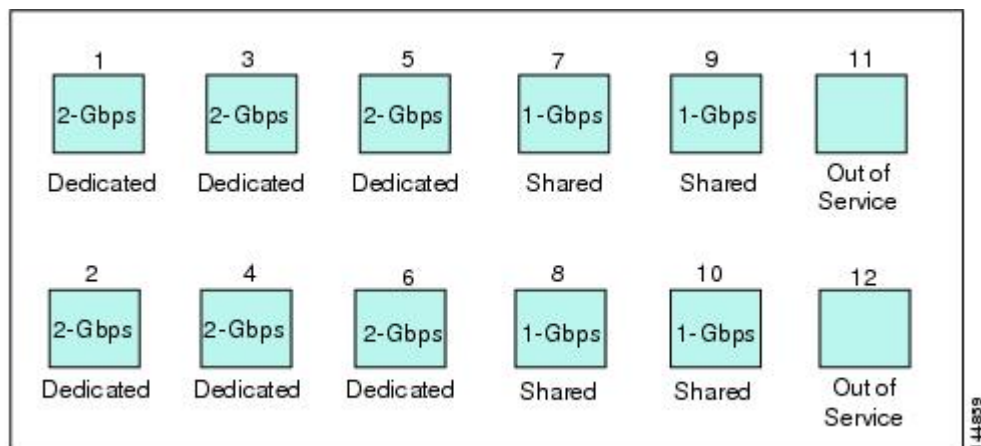 1 3 5 7 9 11
2-Gbps 2-Gbps 2-Gbps 1-Gbps 1-Gbps
Dedicated Dedicated Dedicated Shared Shared Out of
Service
2 4 6 8 10 12
2-Gbps 2-Gbps 2-Gbps 1-Gbps 1-Gbps
Dedicated Dedicated Dedicated Shared Shared Out of
Service